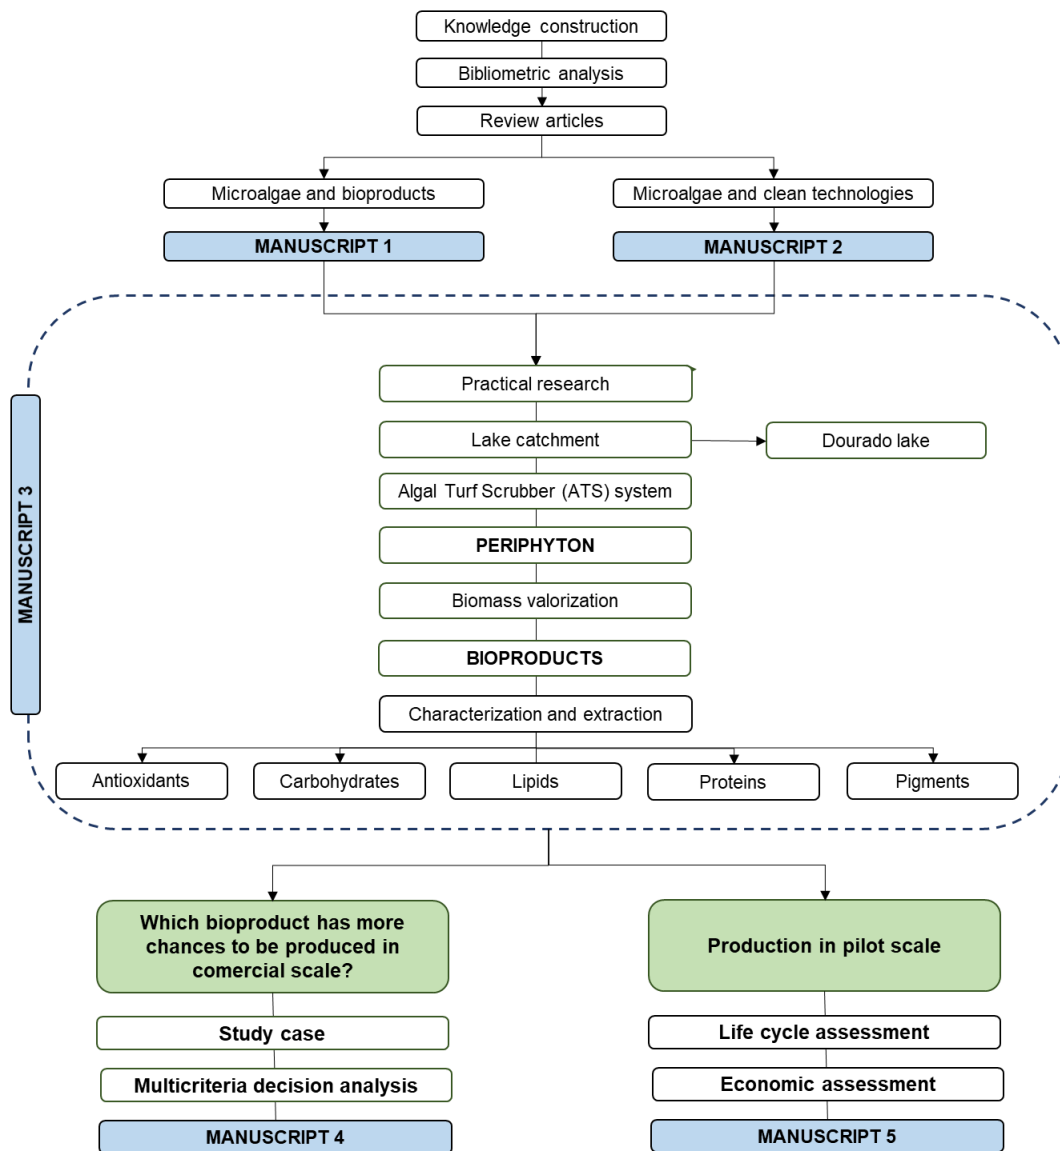 Knowledge construction
Bibliometric analysis
Review articles
Microalgae and bioproducts
Microalgae and clean technologies
MANUSCRIPT 1
MANUSCRIPT 2
MANUSCRIPT 3
Practical research
Lake catchment
Dourado lake
Algal Turf Scrubber (ATS) system
PERIPHYTON
Biomass valorization
BIOPRODUCTS
Characterization and extraction
Antioxidants
Carbohydrates
Lipids
Proteins
Pigments
Which bioproduct has more
chances to be produced in
comercial scale?
Production in pilot scale
Study case
Life cycle assessment
Multicriteria decision analysis
Economic assessment
MANUSCRIPT 4
MANUSCRIPT 5